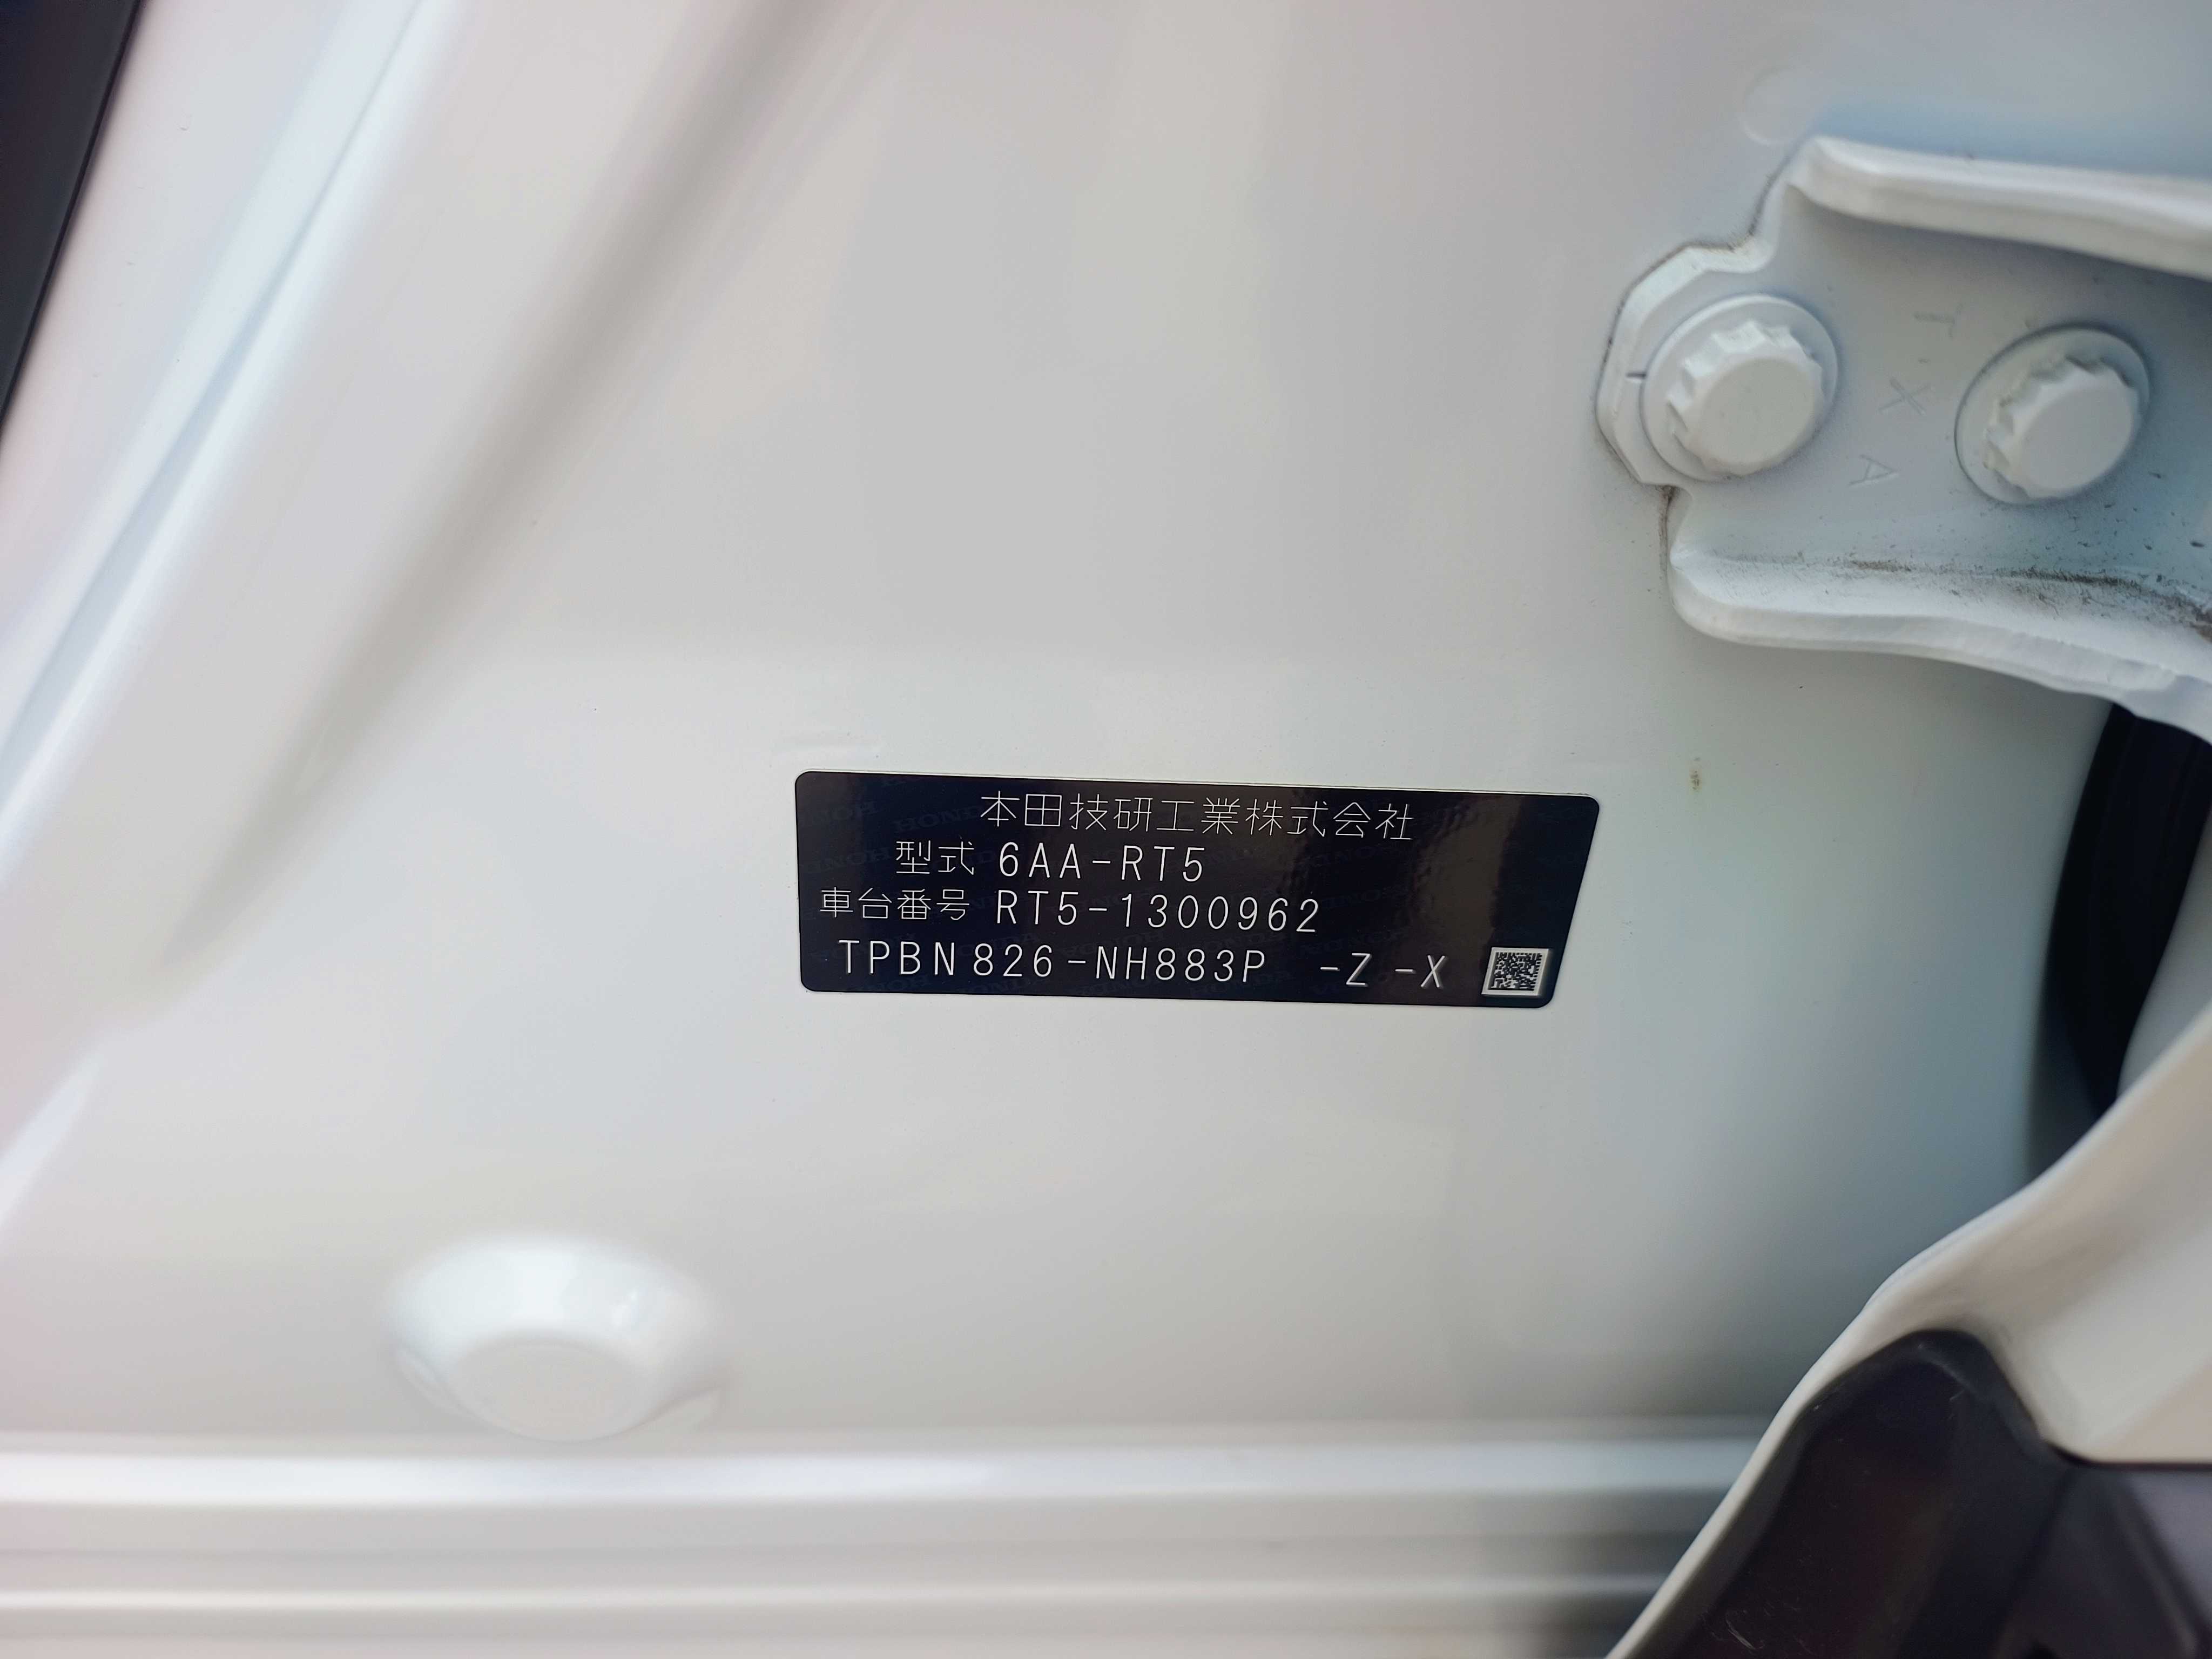 本田技研工業株式会社
型式 6AA-RT5
車台番号 RT5-1300962
TPBN826-NH883P -Z -X
T X A